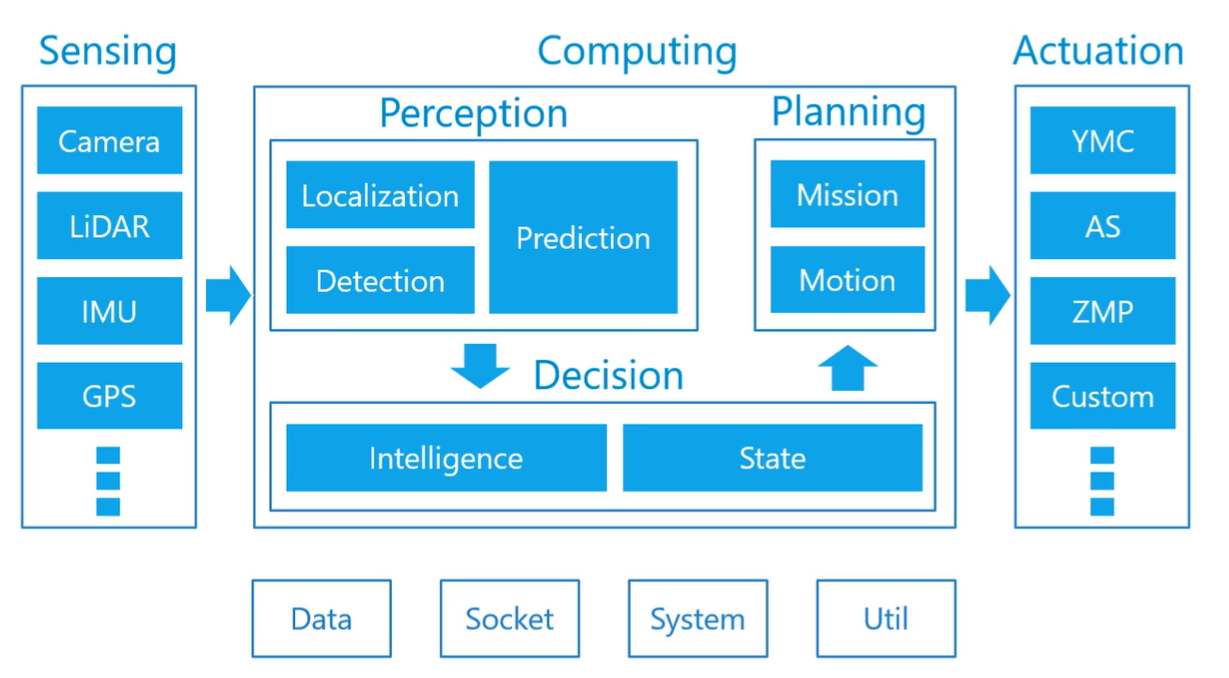 Sensing
Camera
LiDAR
IMU
GPS
Computing
Perception
Localization
Detection
Prediction
Planning
Mission
Motion
Decision
Intelligence
State
Actuation
YMC
AS
ZMP
Custom
Data
Socket
System
Util